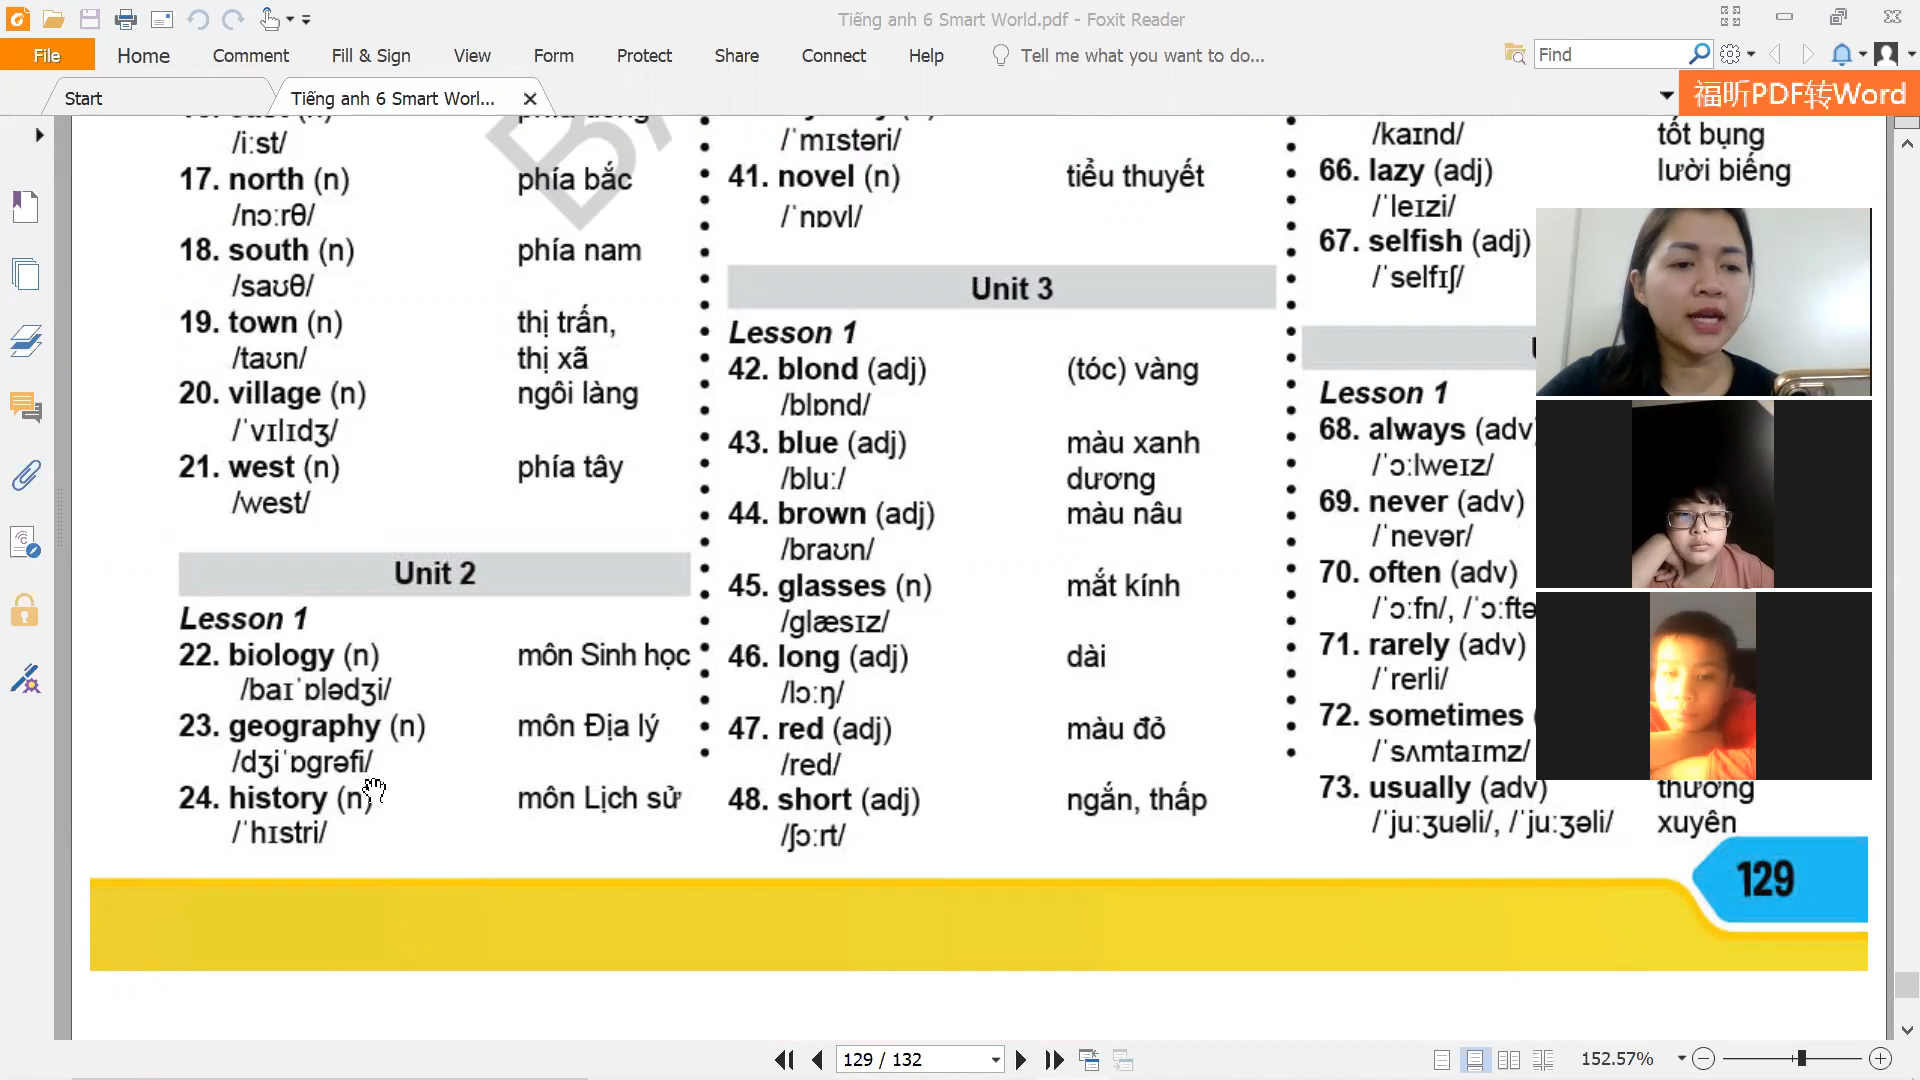 Tiếng anh 6 Smart World.pdf - Foxit Reader
File Home Comment Fill & Sign View Form Protect Share Connect Help Tell me what you want to do... Find
Start Tiếng anh 6 Smart Worl...
福昕PDF转Word
/iːst/
17. north (n) phía bắc
/nɔːrθ/
18. south (n) phía nam
/saʊθ/
19. town (n) thị trấn,
/taʊn/ thị xã
20. village (n) ngôi làng
/ˈvɪlɪdʒ/
21. west (n) phía tây
/west/
Unit 2
Lesson 1
22. biology (n) môn Sinh học
/baɪˈɒlədʒi/
23. geography (n) môn Địa lý
/dʒiˈɒgrəfi/
24. history (n) môn Lịch sử
/ˈhɪstri/
/ˈmɪstəri/
41. novel (n) tiểu thuyết
/ˈnɒvl/
Unit 3
Lesson 1
42. blond (adj) (tóc) vàng
/blɒnd/
43. blue (adj) màu xanh
/bluː/ dương
44. brown (adj) màu nâu
/braʊn/
45. glasses (n) mắt kính
/glæsɪz/
46. long (adj) dài
/lɔːŋ/
47. red (adj) màu đỏ
/red/
48. short (adj) ngắn, thấp
/ʃɔːrt/
/kaɪnd/ tốt bụng
66. lazy (adj) lười biếng
/ˈleɪzi/
67. selfish (adj)
/ˈselfɪʃ/
Lesson 1
68. always (adv
/ˈɔːlweɪz/
69. never (adv)
/ˈnevər/
70. often (adv)
/ˈɔːfn/, /ˈɔːftə
71. rarely (adv)
/ˈrerli/
72. sometimes
/ˈsʌmtaɪmz/
73. usually (adv) thường
/ˈjuːʒuəli/, /ˈjuːʒəli/ xuyên
129
129 / 132
152.57%